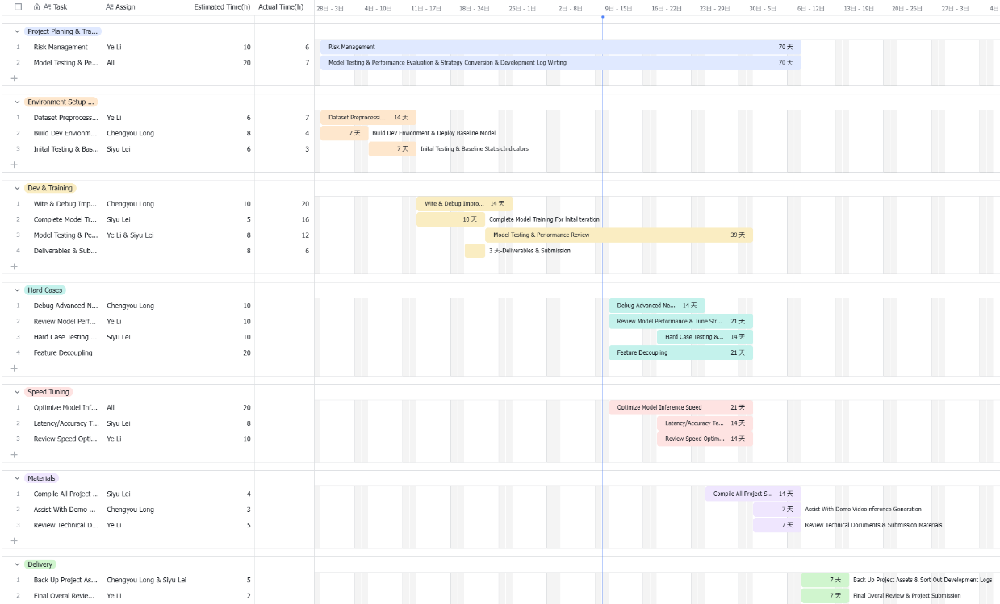 Task Assign Estimated Time(h) Actual Time(h) 28日 - 3日 4日 - 10日 11日 - 17日 18日 - 24日 25日 - 1日 2日 - 8日 9日 - 15日 16日 - 22日 23日 - 29日 30日 - 5日 6日 - 12日 13日 - 19日 20日 - 26日 27日 - 3日 4日
Project Planing & Tra...
1 Risk Management Ye Li 10 6 Risk Management 70 天
2 Model Testing & Pe... All 20 7 Model Testing & Performance Evaluation & Strategy Conversion & Development Log Wirting 70 天
Environment Setup ...
1 Dataset Preprocess... Ye Li 6 7 Dataset Preprocessi... 14 天
2 Build Dev Envionm... Chengyou Long 8 4 7 天 Build Dev Envionment & Deploy Baseline Model
3 Inital Testing & Bas... Siyu Lei 6 3 7 天 Inital Testing & Baseline StatisicIndicalors
Dev & Training
1 Wite & Debug Imp... Chengyou Long 10 20 Wite & Debug Impro... 14 天
2 Complete Model Tr... Siyu Lei 5 16 10 天 Complete Model Training For Inital teration
3 Model Testing & Pe... Ye Li & Siyu Lei 8 12 Model Testing & Periormance Review 39 天
4 Deliverables & Sub... 8 6 3 天-Deliverables & Submission
Hard Cases
1 Debug Advanced N... Chengyou Long 10 Debug Advanced Ne... 14 天
2 Review Model Perf... Ye Li 10 Review Model Performance & Tune Str... 21 天
3 Hard Case Testing ... Siyu Lei 10 Hard Case Testing &... 14 天
4 Feature Decoupling 20 Feature Decoupling 21 天
Speed Tuning
1 Optimize Model Inf... All 20 Optimize Model Inference Speed 21 天
2 Latency/Accuracy T... Siyu Lei 8 Latency/Accuracy Te... 14 天
3 Review Speed Opti... Ye Li 10 Review Speed Optim... 14 天
Materials
1 Compile All Project ... Siyu Lei 4 Compile All Project S... 14 天
2 Assist With Demo ... Chengyou Long 3 7 天 Assist With Demo Video nference Generation
3 Review Technical D... Ye Li 5 7 天 Review Technical Documents & Submission Materials
Delivery
1 Back Up Project As... Chengyou Long & Siyu Lei 5 7 天 Back Up Project Assets & Sort Out Development Logs
2 Final Overal Revie... Ye Li 2 7 天 Final Overal Review & Project Submission